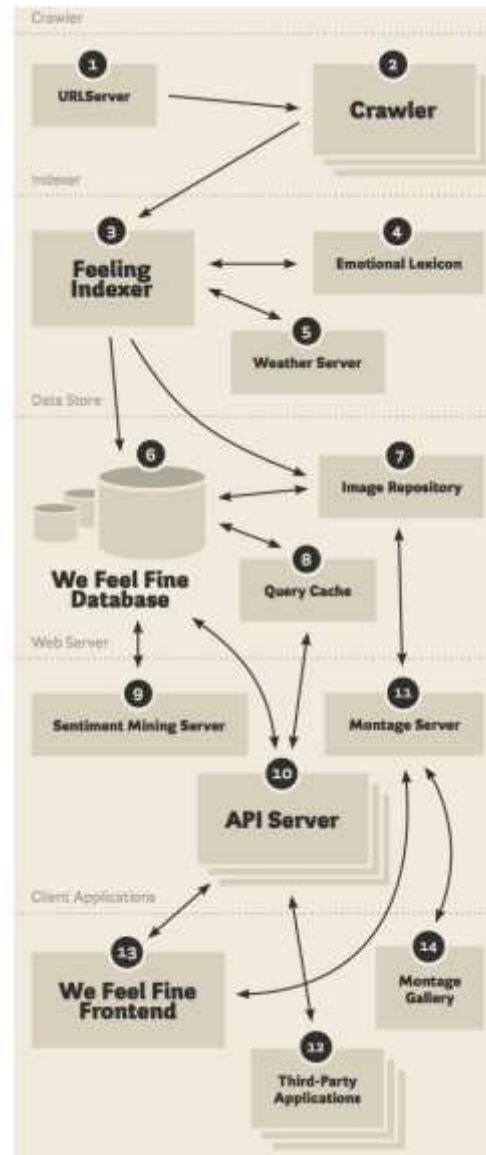 Crawler
1
URLServer
2
Crawler
Indexer
3
Feeling
Indexer
4
Emotional Lexicon
5
Weather Server
Data Store
6
We Feel Fine
Database
7
Image Repository
8
Query Cache
Web Server
9
Sentiment Mining Server
10
API Server
11
Montage Server
Client Applications
13
We Feel Fine
Frontend
14
Montage
Gallery
12
Third-Party
Applications